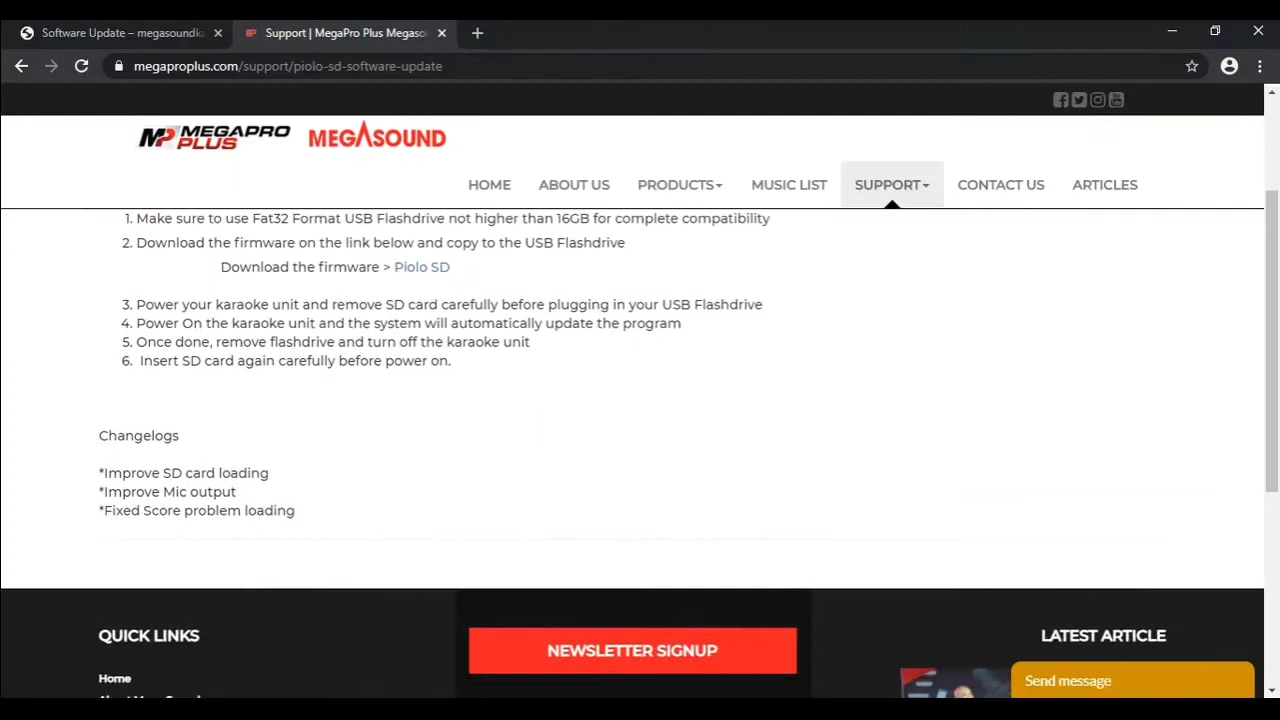 Software Update – megasoundka
Support | MegaPro Plus Megaso
megaproplus.com/support/piolo-sd-software-update
MP MEGAPRO PLUS MEGASOUND
HOME ABOUT US PRODUCTS MUSIC LIST SUPPORT CONTACT US ARTICLES
1. Make sure to use Fat32 Format USB Flashdrive not higher than 16GB for complete compatibility
2. Download the firmware on the link below and copy to the USB Flashdrive
Download the firmware > Piolo SD
3. Power your karaoke unit and remove SD card carefully before plugging in your USB Flashdrive
4. Power On the karaoke unit and the system will automatically update the program
5. Once done, remove flashdrive and turn off the karaoke unit
6. Insert SD card again carefully before power on.
Changelogs
*Improve SD card loading
*Improve Mic output
*Fixed Score problem loading
QUICK LINKS
NEWSLETTER SIGNUP
LATEST ARTICLE
Home
Send message